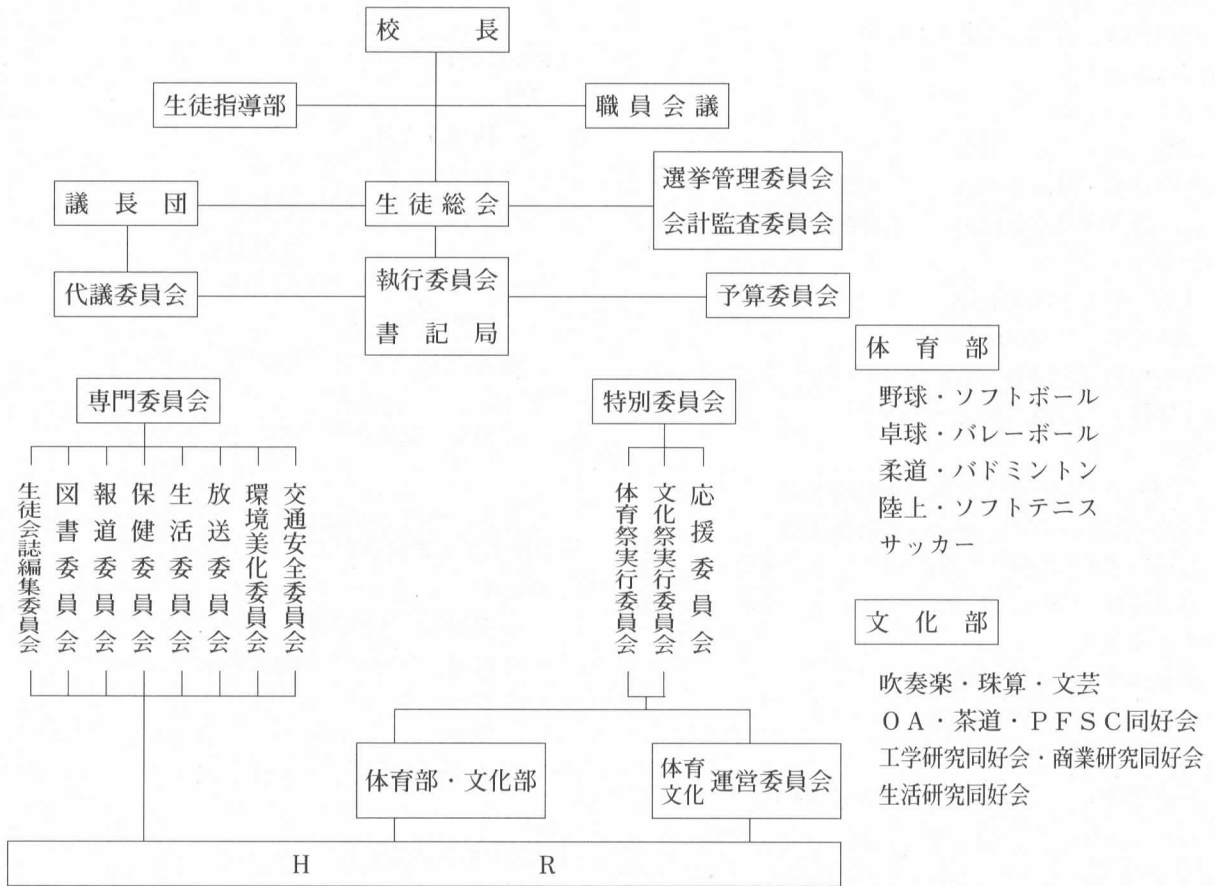 校長
生徒指導部
職員会議
選挙管理委員会
会計監査委員会
議長団
生徒総会
代議委員会
執行委員会
書記局
予算委員会
専門委員会
特別委員会
生徒会誌編集委員会
図書委員会
報道委員会
保健委員会
生活委員会
放送委員会
環境美化委員会
交通安全委員会
体育祭実行委員会
文化祭実行委員会
応援委員会
体育部・文化部
体育
文化
運営委員会
H R
体育部
野球・ソフトボール
卓球・バレーボール
柔道・バドミントン
陸上・ソフトテニス
サッカー
文化部
吹奏楽・珠算・文芸
ＯＡ・茶道・ＰＦＳＣ同好会
工学研究同好会・商業研究同好会
生活研究同好会